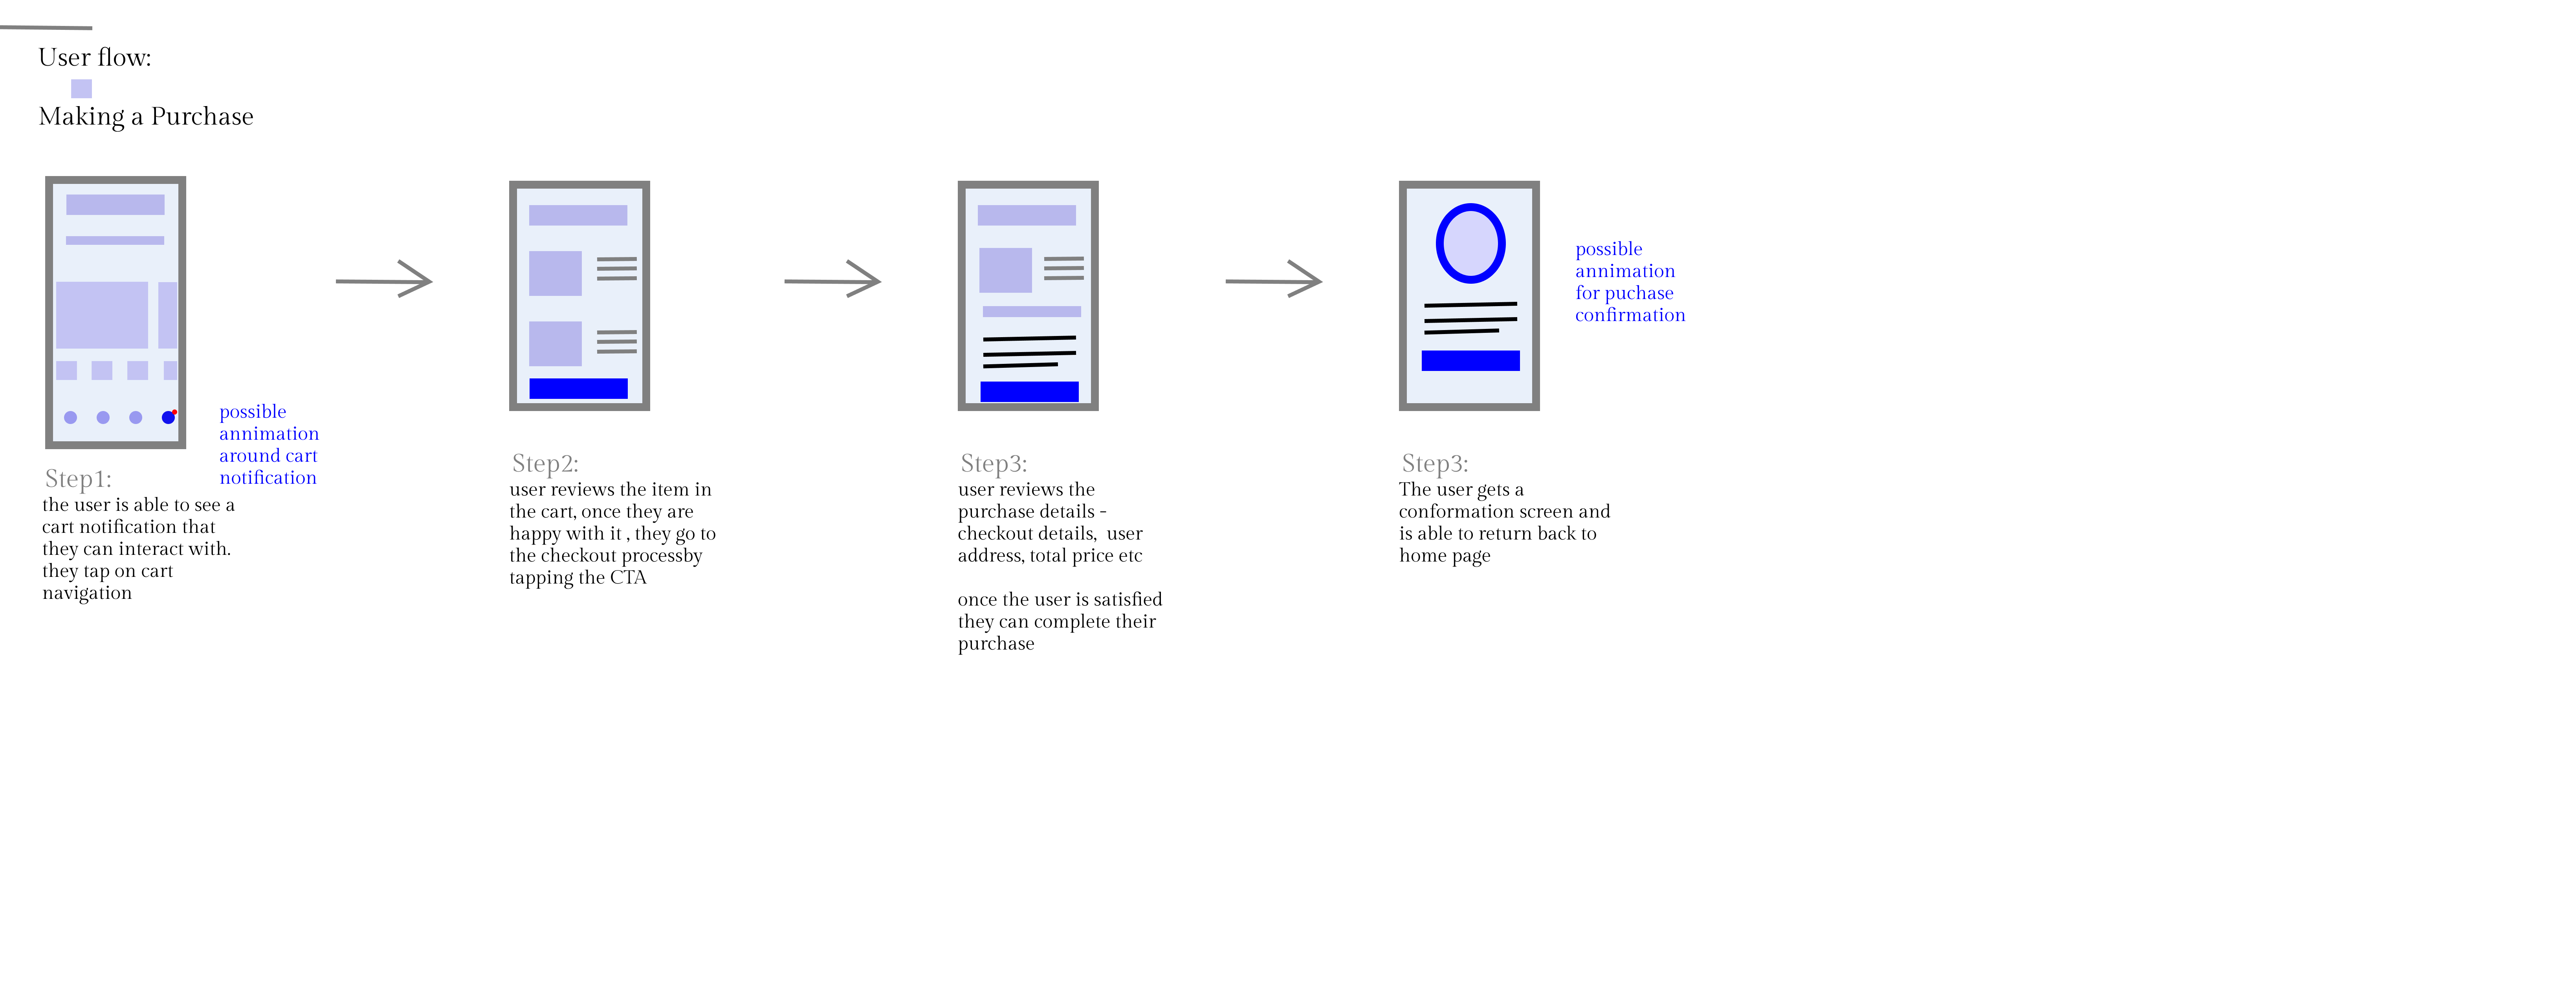 User flow:
Making a Purchase
possible
annimation
around cart
notification
Step1:
the user is able to see a
cart notification that
they can interact with.
they tap on cart
navigation
Step2:
user reviews the item in
the cart, once they are
happy with it , they go to
the checkout processby
tapping the CTA
Step3:
user reviews the
purchase details -
checkout details,  user
address, total price etc
once the user is satisfied
they can complete their
purchase
possible
annimation
for puchase
confirmation
Step3:
The user gets a
conformation screen and
is able to return back to
home page